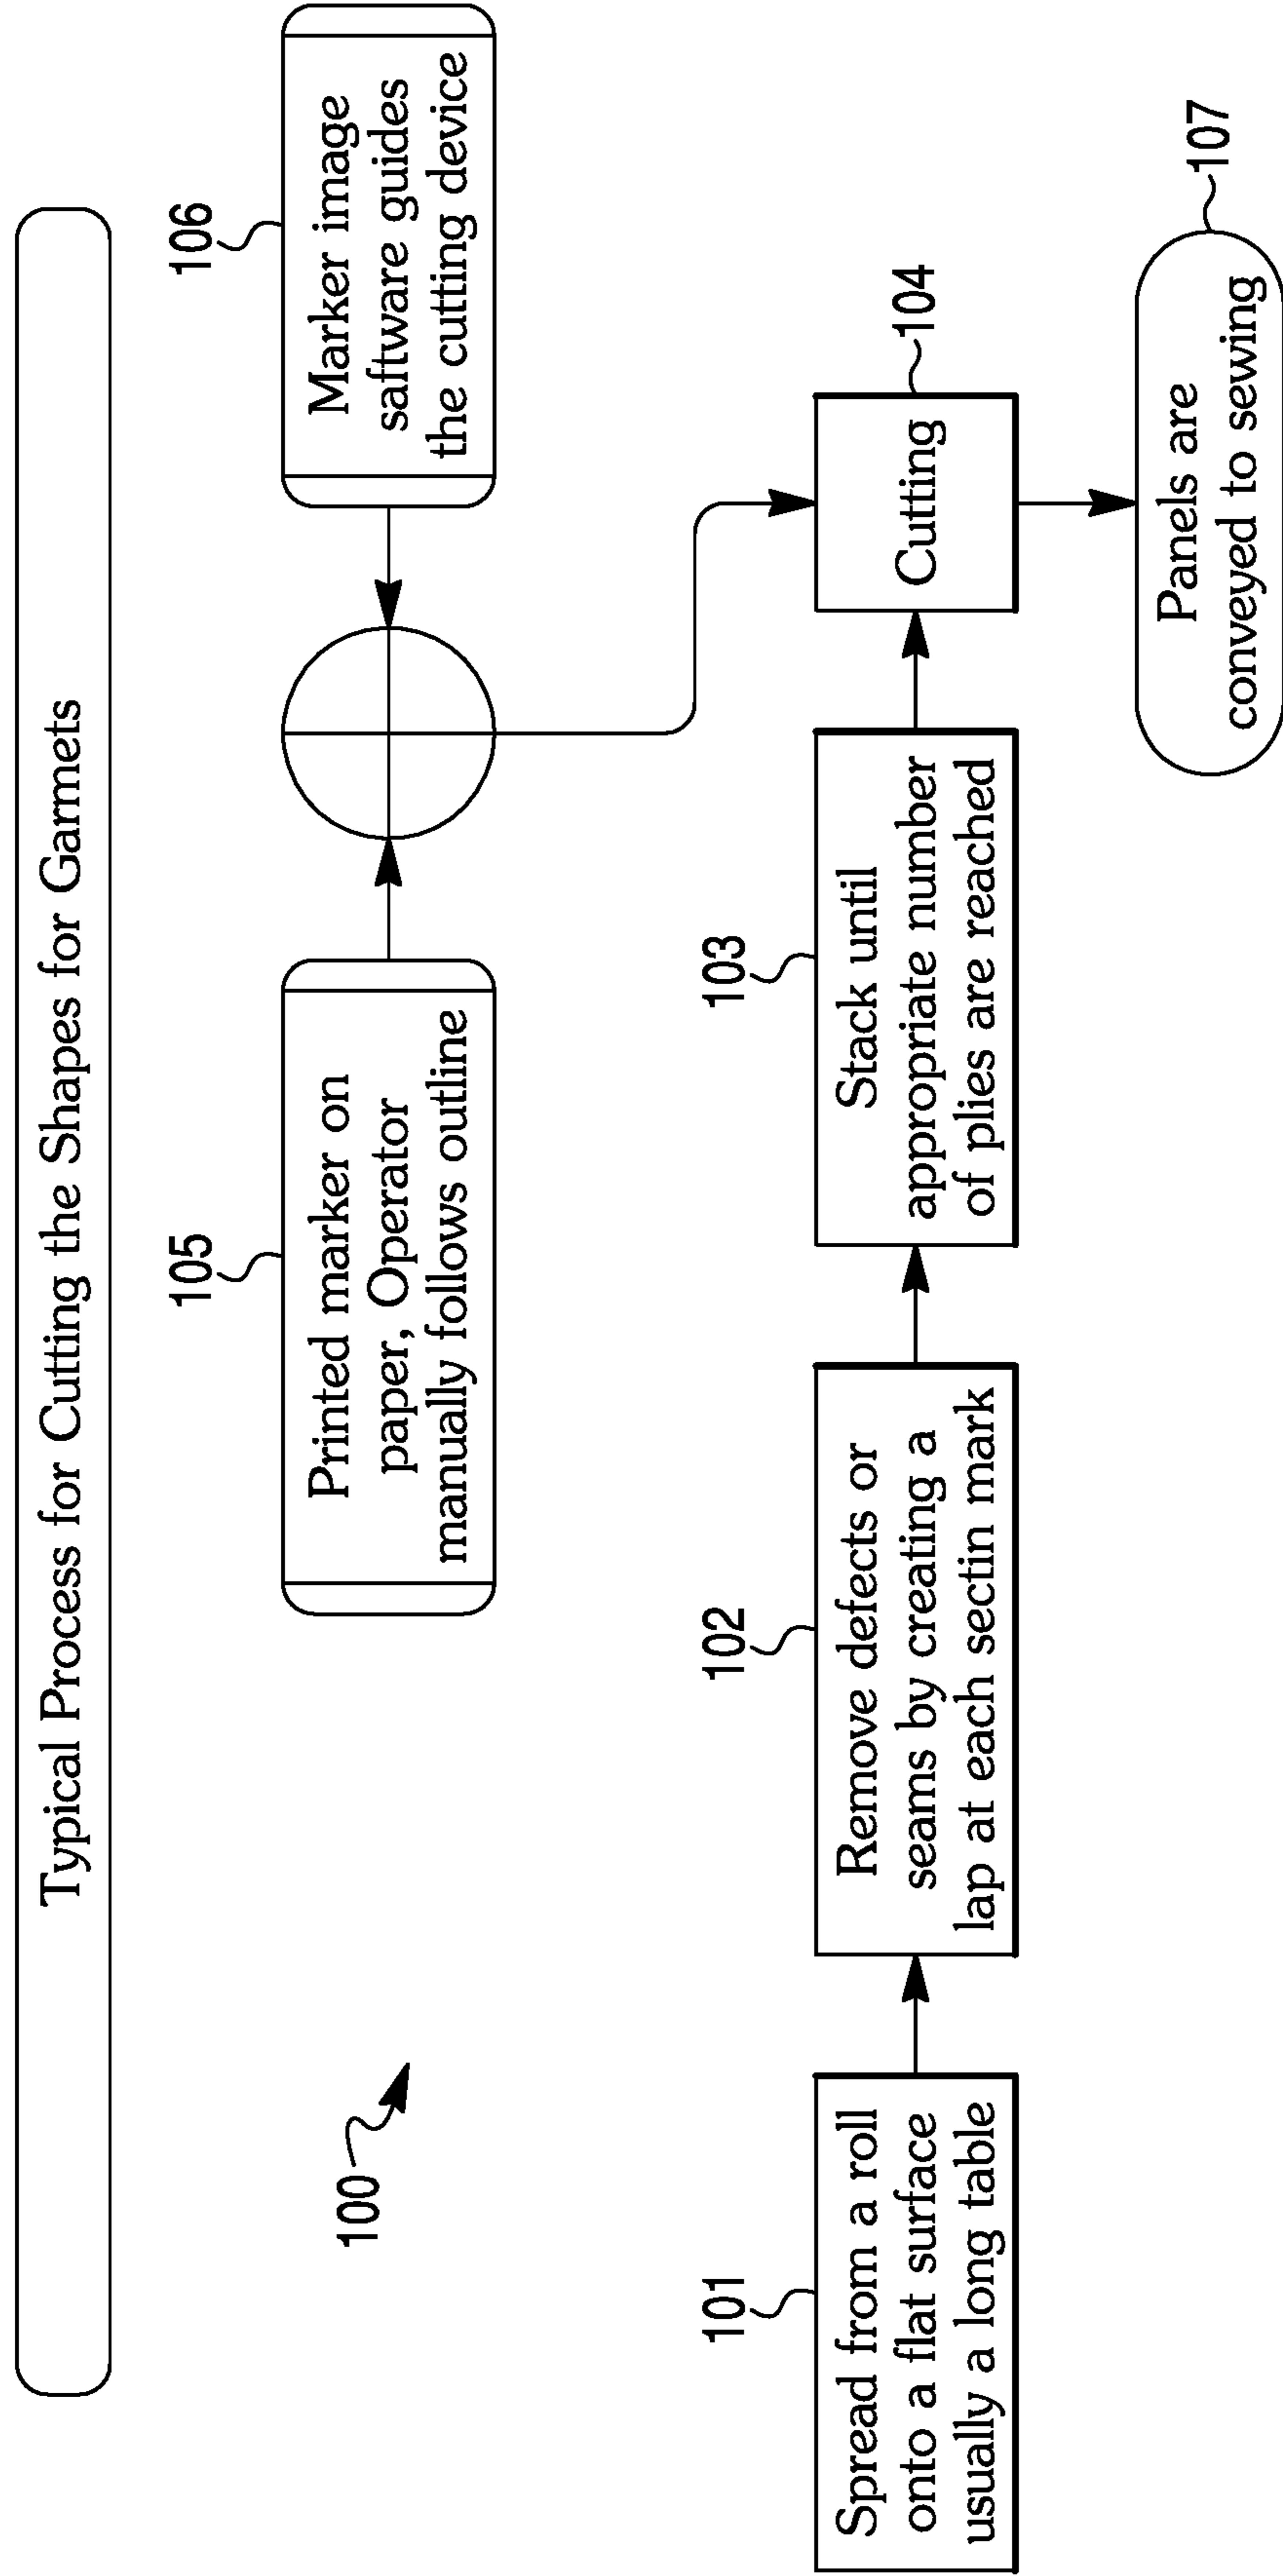 Typical Process for Cutting the Shapes for Garmets
100
105
Printed marker on
paper, Operator
manually follows outline
106
Marker image
saftware guides
the cutting device
101
Spread from a roll
onto a flat surface
usually a long table
102
Remove defects or
seams by creating a
lap at each sectin mark
103
Stack until
appropriate number
of plies are reached
Cutting
104
Panels are
conveyed to sewing
107